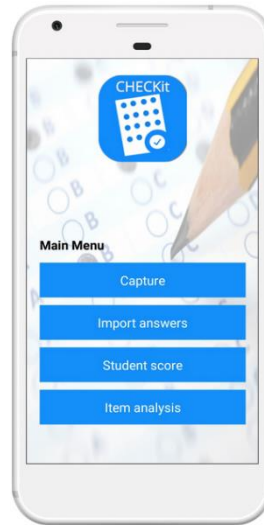 CHECKit
Main Menu
Capture
Import answers
Student score
Item analysis